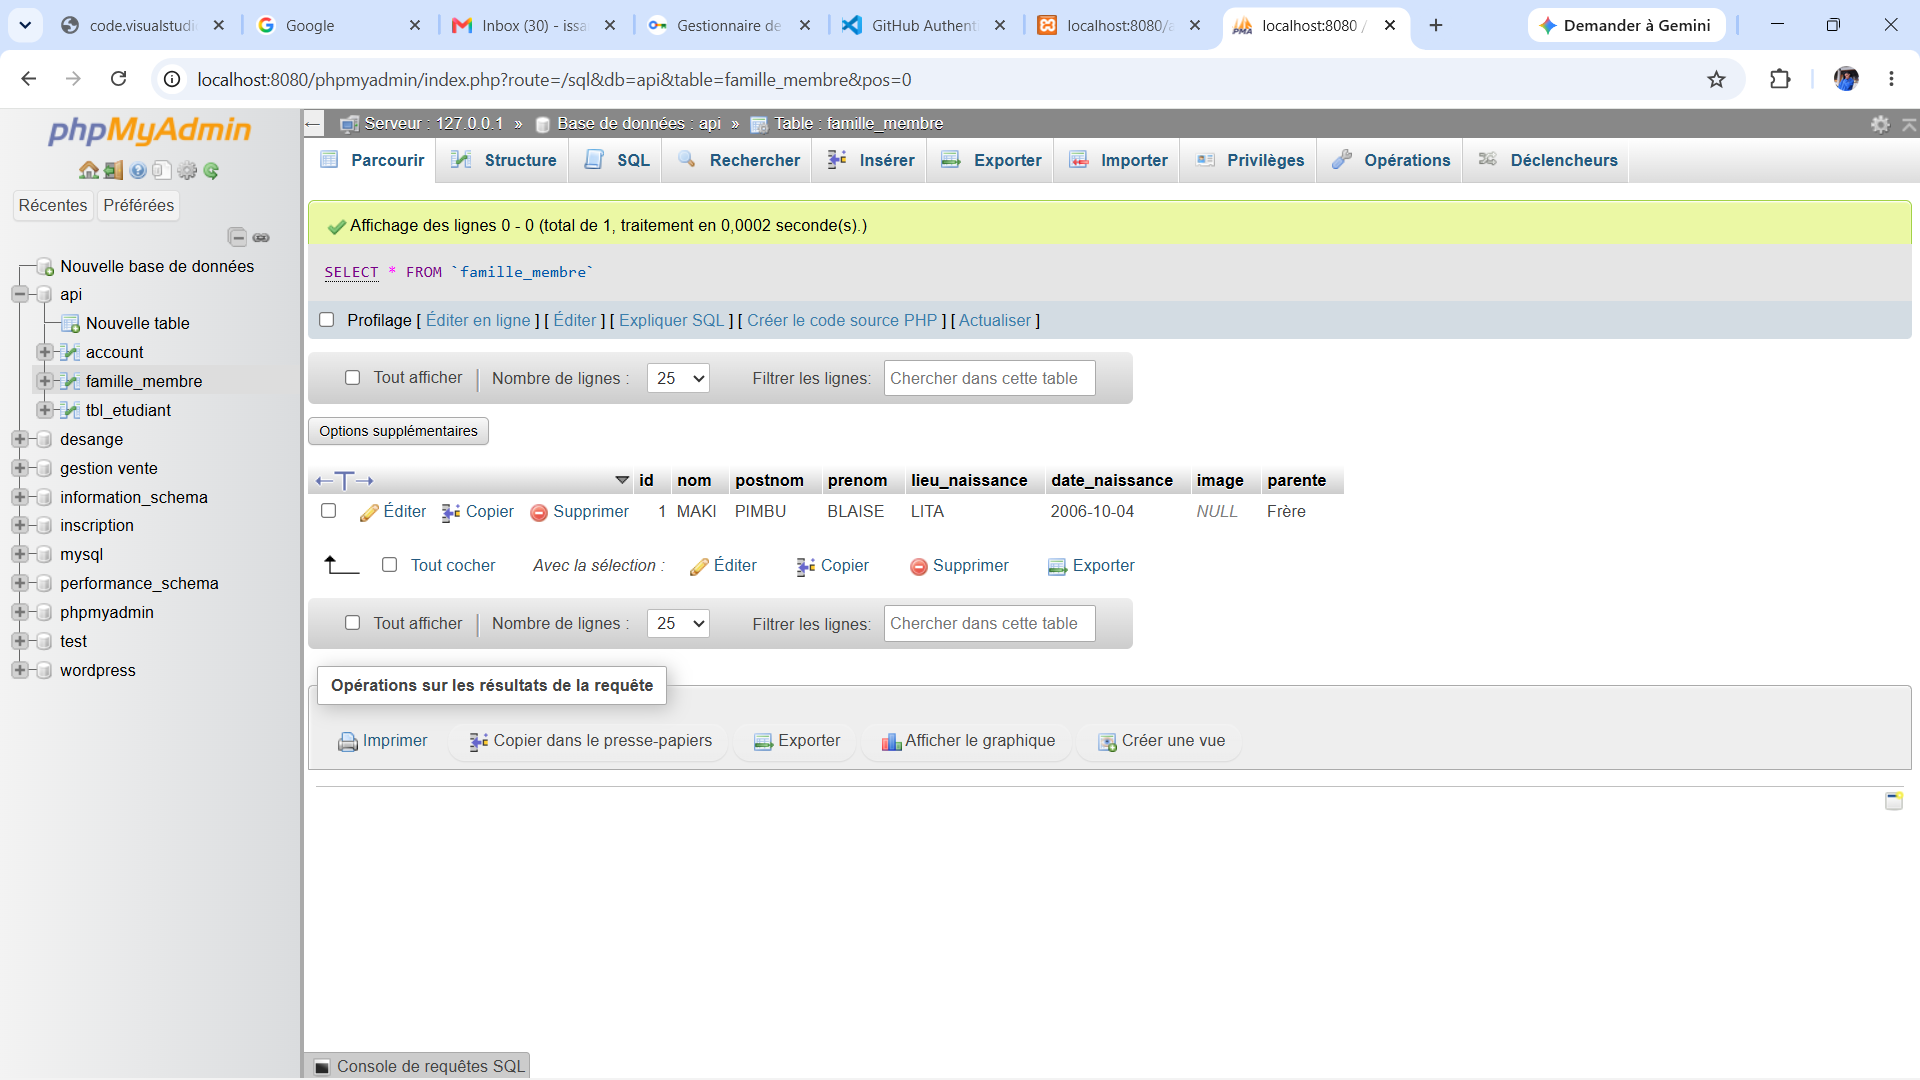 code.visualstudi
Google
Inbox (30) - issa
Gestionnaire de
GitHub Authent
localhost:8080/a
localhost:8080 /
Demander à Gemini
localhost:8080/phpmyadmin/index.php?route=/sql&db=api&table=famille_membre&pos=0
phpMyAdmin
Récentes
Préférées
Nouvelle base de données
api
Nouvelle table
account
famille_membre
tbl_etudiant
desange
gestion vente
information_schema
inscription
mysql
performance_schema
phpmyadmin
test
wordpress
Serveur : 127.0.0.1 » Base de données : api » Table : famille_membre
Parcourir Structure SQL Rechercher Insérer Exporter Importer Privilèges Opérations Déclencheurs
Affichage des lignes 0 - 0 (total de 1, traitement en 0,0002 seconde(s).)
SELECT * FROM `famille_membre`
Profilage [ Éditer en ligne ] [ Éditer ] [ Expliquer SQL ] [ Créer le code source PHP ] [ Actualiser ]
Tout afficher | Nombre de lignes : 25 Filtrer les lignes: Chercher dans cette table
Options supplémentaires
id nom postnom prenom lieu_naissance date_naissance image parente
Éditer Copier Supprimer 1 MAKI PIMBU BLAISE LITA 2006-10-04 NULL Frère
Tout cocher Avec la sélection : Éditer Copier Supprimer Exporter
Tout afficher | Nombre de lignes : 25 Filtrer les lignes: Chercher dans cette table
Opérations sur les résultats de la requête
Imprimer Copier dans le presse-papiers Exporter Afficher le graphique Créer une vue
Console de requêtes SQL